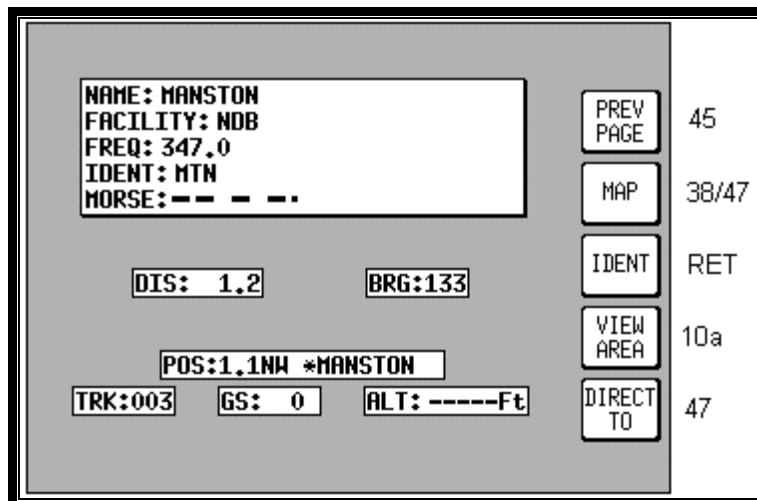 NAME: MANSTON
FACILITY: NDB
FREQ: 347.0
IDENT: MTN
MORSE: — — — —·
DIS: 1.2 BRG:133
POS:1.1NW *MANSTON
TRK:003 GS: 0 ALT: -----Ft
PREV PAGE 45
MAP 38/47
IDENT RET
VIEW AREA 10a
DIRECT TO 47